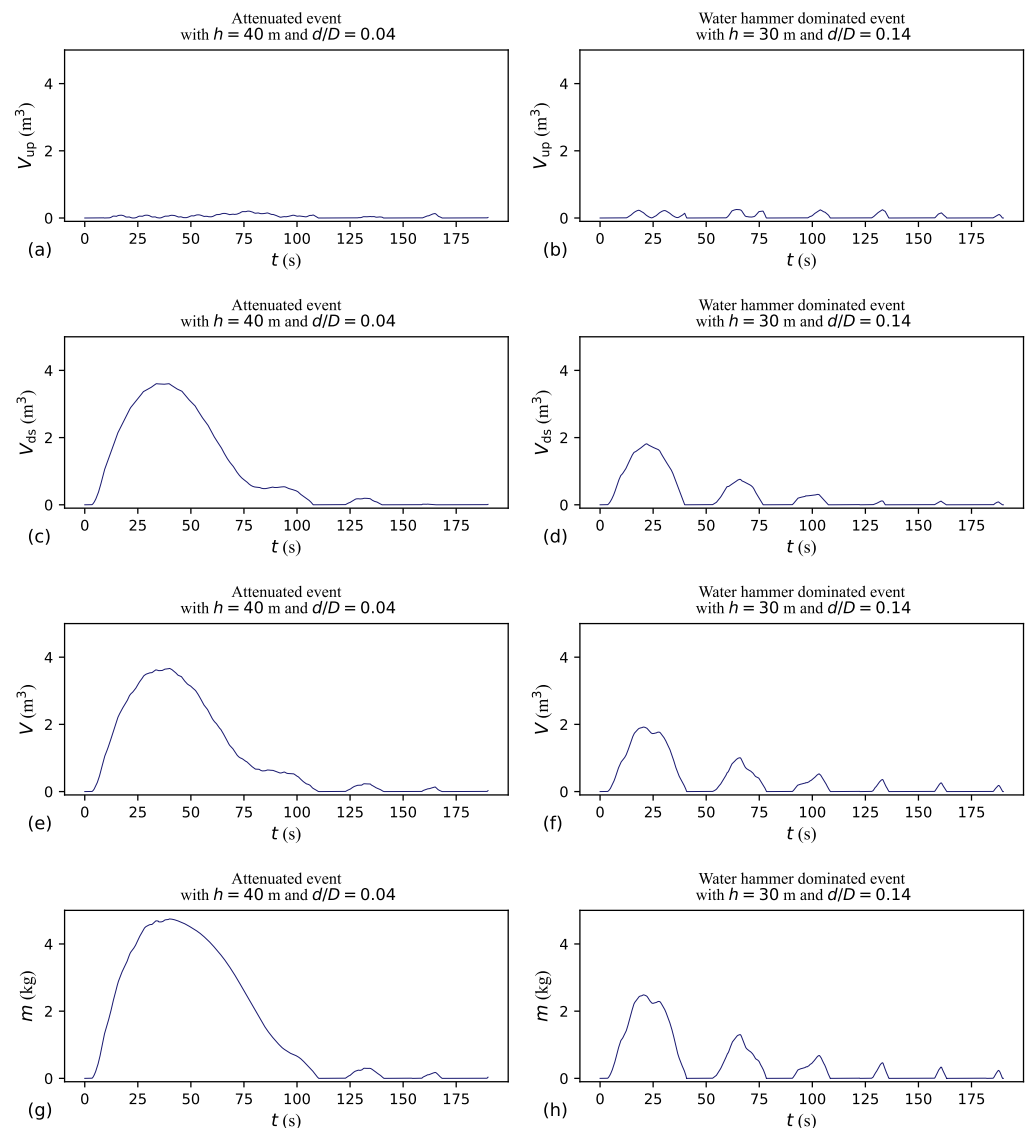 Attenuated event
with h = 40 m and d/D = 0.04
Water hammer dominated event
with h = 30 m and d/D = 0.14
4
2
0
V_up (m³)
0 25 50 75 100 125 150 175
t (s)
(a)
4
2
0
V_up (m³)
0 25 50 75 100 125 150 175
t (s)
(b)
Attenuated event
with h = 40 m and d/D = 0.04
Water hammer dominated event
with h = 30 m and d/D = 0.14
4
2
0
V_ds (m³)
0 25 50 75 100 125 150 175
t (s)
(c)
4
2
0
V_ds (m³)
0 25 50 75 100 125 150 175
t (s)
(d)
Attenuated event
with h = 40 m and d/D = 0.04
Water hammer dominated event
with h = 30 m and d/D = 0.14
4
2
0
V (m³)
0 25 50 75 100 125 150 175
t (s)
(e)
4
2
0
V (m³)
0 25 50 75 100 125 150 175
t (s)
(f)
Attenuated event
with h = 40 m and d/D = 0.04
Water hammer dominated event
with h = 30 m and d/D = 0.14
4
2
0
m (kg)
0 25 50 75 100 125 150 175
t (s)
(g)
4
2
0
m (kg)
0 25 50 75 100 125 150 175
t (s)
(h)